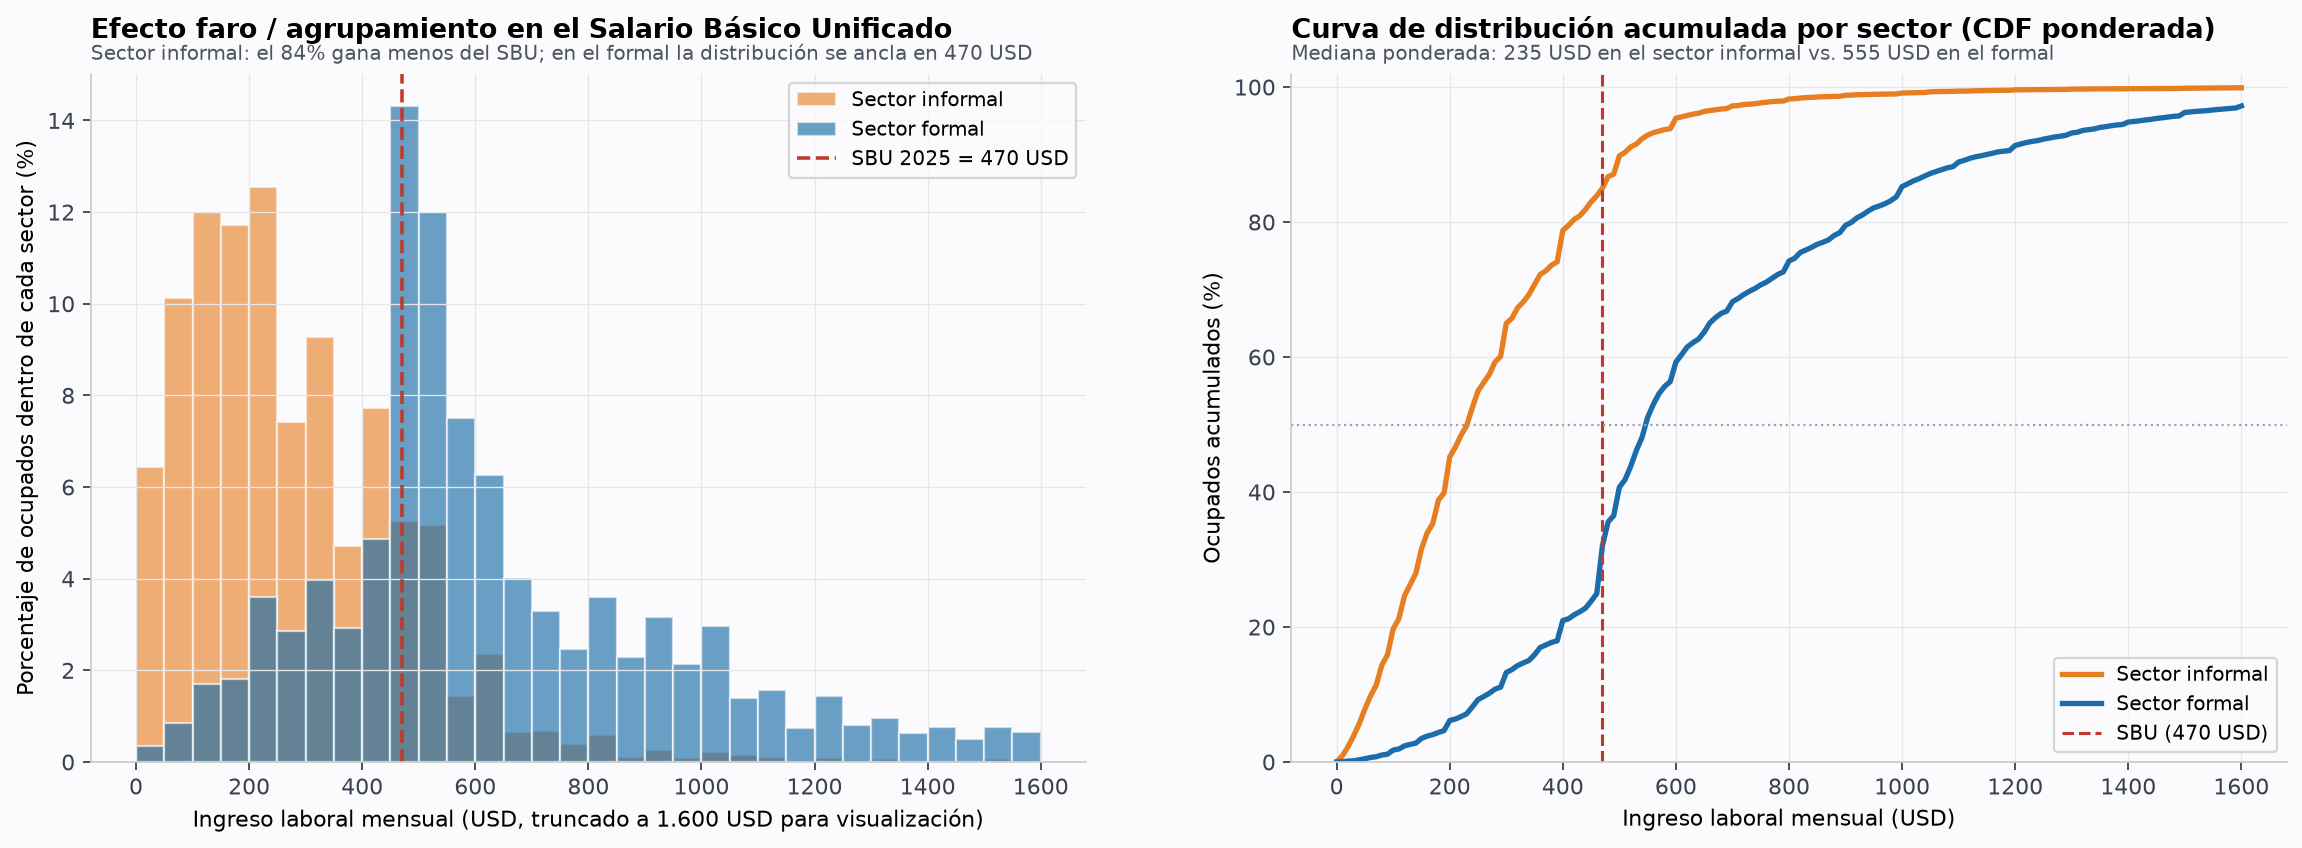 Efecto faro / agrupamiento en el Salario Básico Unificado
Sector informal: el 84% gana menos del SBU; en el formal la distribución se ancla en 470 USD
Sector informal
Sector formal
SBU 2025 = 470 USD
Porcentaje de ocupados dentro de cada sector (%)
14
12
10
8
6
4
2
0
0 200 400 600 800 1000 1200 1400 1600
Ingreso laboral mensual (USD, truncado a 1.600 USD para visualización)
Curva de distribución acumulada por sector (CDF ponderada)
Mediana ponderada: 235 USD en el sector informal vs. 555 USD en el formal
Ocupados acumulados (%)
100
80
60
40
20
0
Sector informal
Sector formal
SBU (470 USD)
0 200 400 600 800 1000 1200 1400 1600
Ingreso laboral mensual (USD)